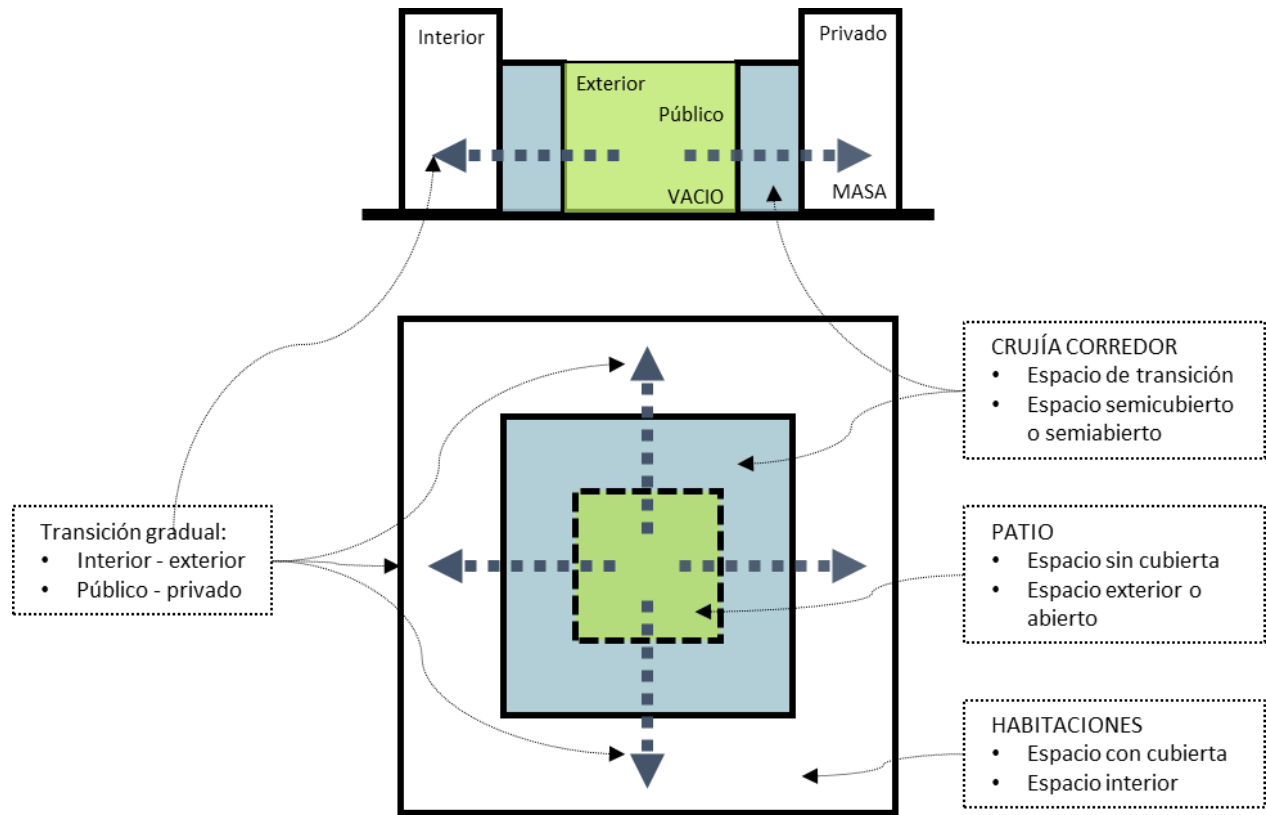 Interior
Privado
Exterior
Público
VACIO
MASA
CRUJÍA CORREDOR
• Espacio de transición
• Espacio semicubierto
o semiabierto
Transición gradual:
• Interior - exterior
• Público - privado
PATIO
• Espacio sin cubierta
• Espacio exterior o
abierto
HABITACIONES
• Espacio con cubierta
• Espacio interior